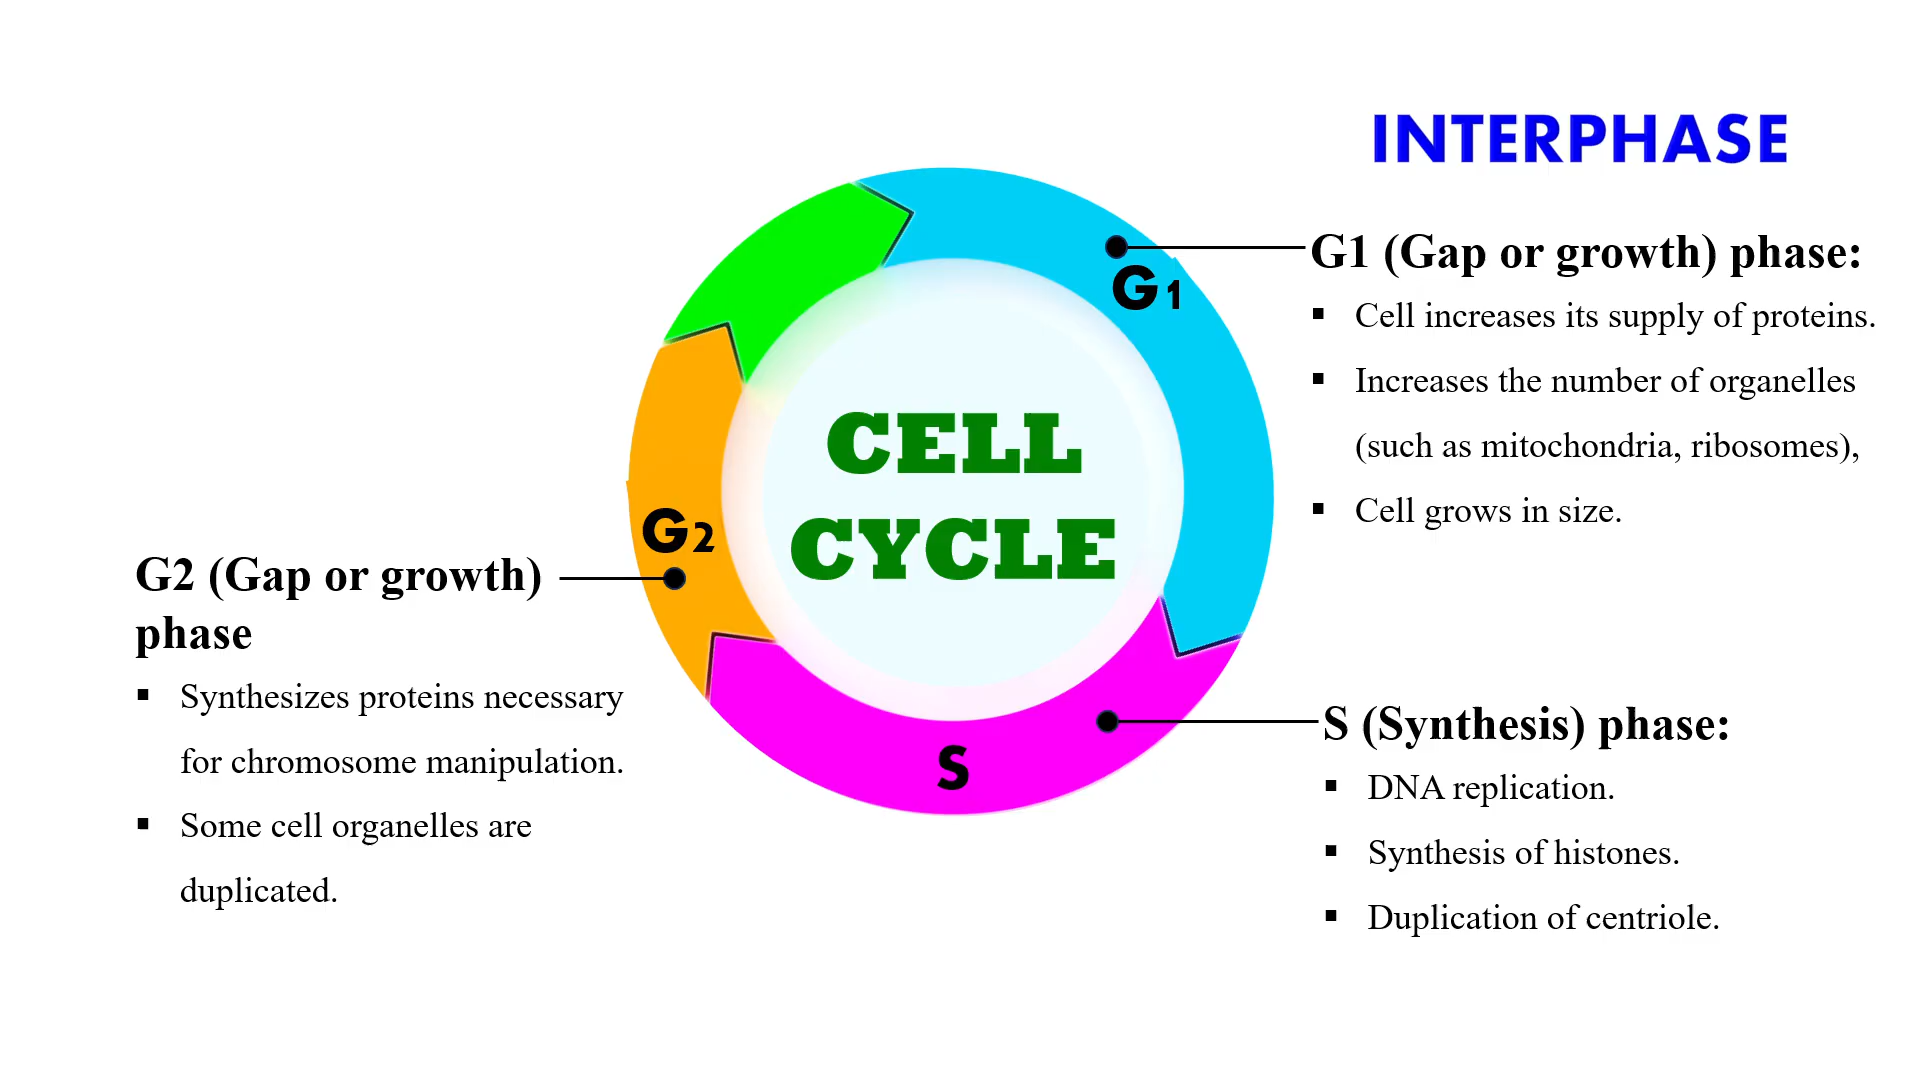 INTERPHASE
G1 (Gap or growth) phase:
▪ Cell increases its supply of proteins.
▪ Increases the number of organelles
(such as mitochondria, ribosomes),
▪ Cell grows in size.
G1
CELL
CYCLE
G2
G2 (Gap or growth)
phase
▪ Synthesizes proteins necessary
for chromosome manipulation.
▪ Some cell organelles are
duplicated.
S
S (Synthesis) phase:
▪ DNA replication.
▪ Synthesis of histones.
▪ Duplication of centriole.